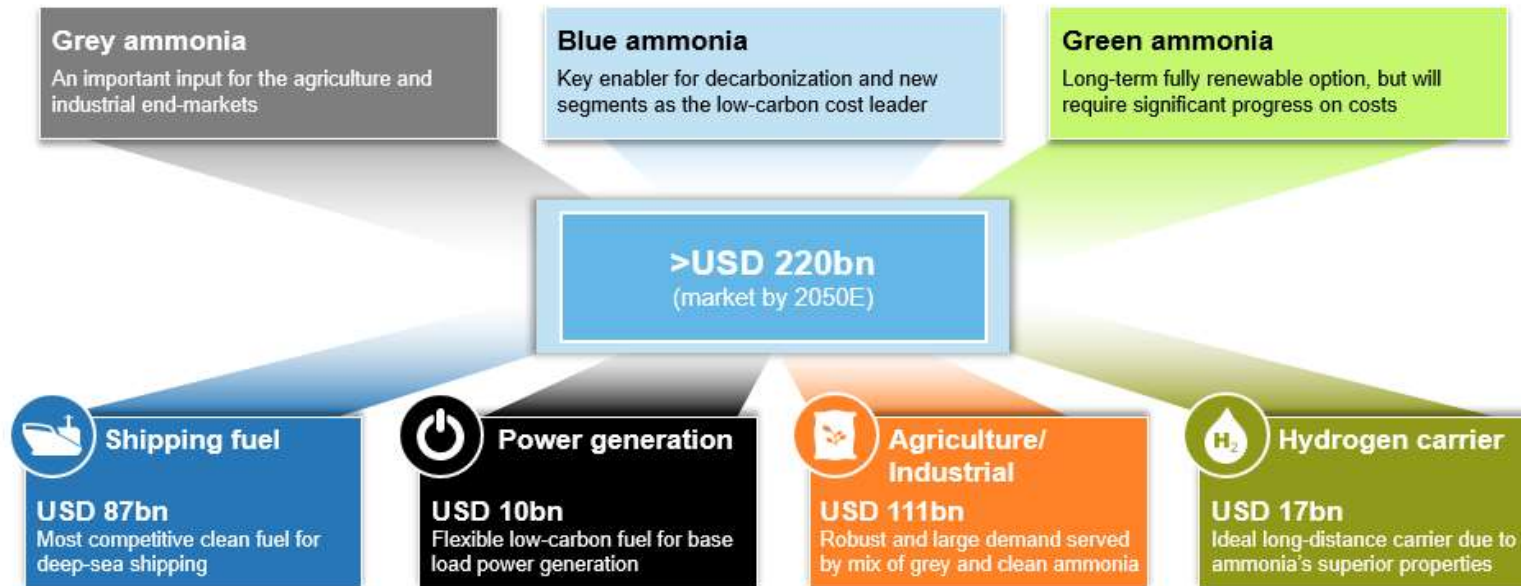 Grey ammonia
An important input for the agriculture and
industrial end-markets
Blue ammonia
Key enabler for decarbonization and new
segments as the low-carbon cost leader
Green ammonia
Long-term fully renewable option, but will
require significant progress on costs
>USD 220bn
(market by 2050E)
Shipping fuel
USD 87bn
Most competitive clean fuel for
deep-sea shipping
Power generation
USD 10bn
Flexible low-carbon fuel for base
load power generation
Agriculture/
Industrial
USD 111bn
Robust and large demand served
by mix of grey and clean ammonia
H₂
Hydrogen carrier
USD 17bn
Ideal long-distance carrier due to
ammonia's superior properties